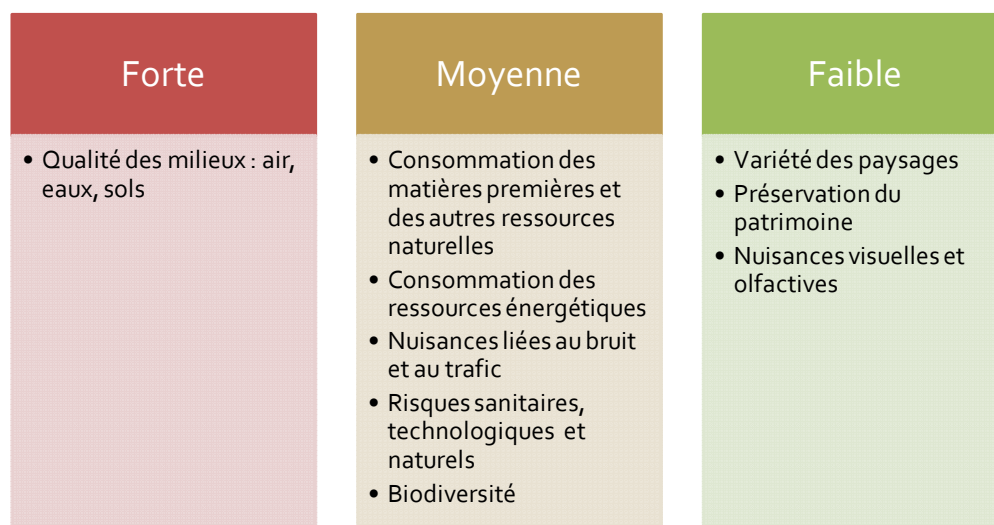 Forte
• Qualité des milieux : air,
eaux, sols
Moyenne
• Consommation des
matières premières et
des autres ressources
naturelles
• Consommation des
ressources énergétiques
• Nuisances liées au bruit
et au trafic
• Risques sanitaires,
technologiques et
naturels
• Biodiversité
Faible
• Variété des paysages
• Préservation du
patrimoine
• Nuisances visuelles et
olfactives